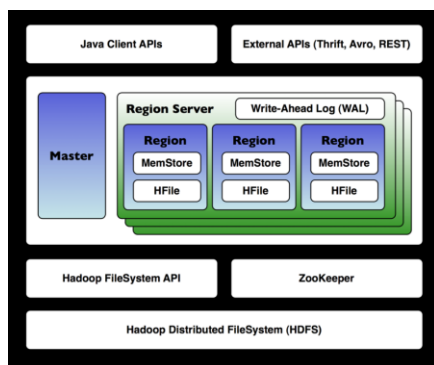 Java Client APIs
External APIs (Thrift, Avro, REST)
Master
Region Server
Write-Ahead Log (WAL)
Region
Region
Region
MemStore
MemStore
MemStore
HFile
HFile
HFile
Hadoop FileSystem API
ZooKeeper
Hadoop Distributed FileSystem (HDFS)